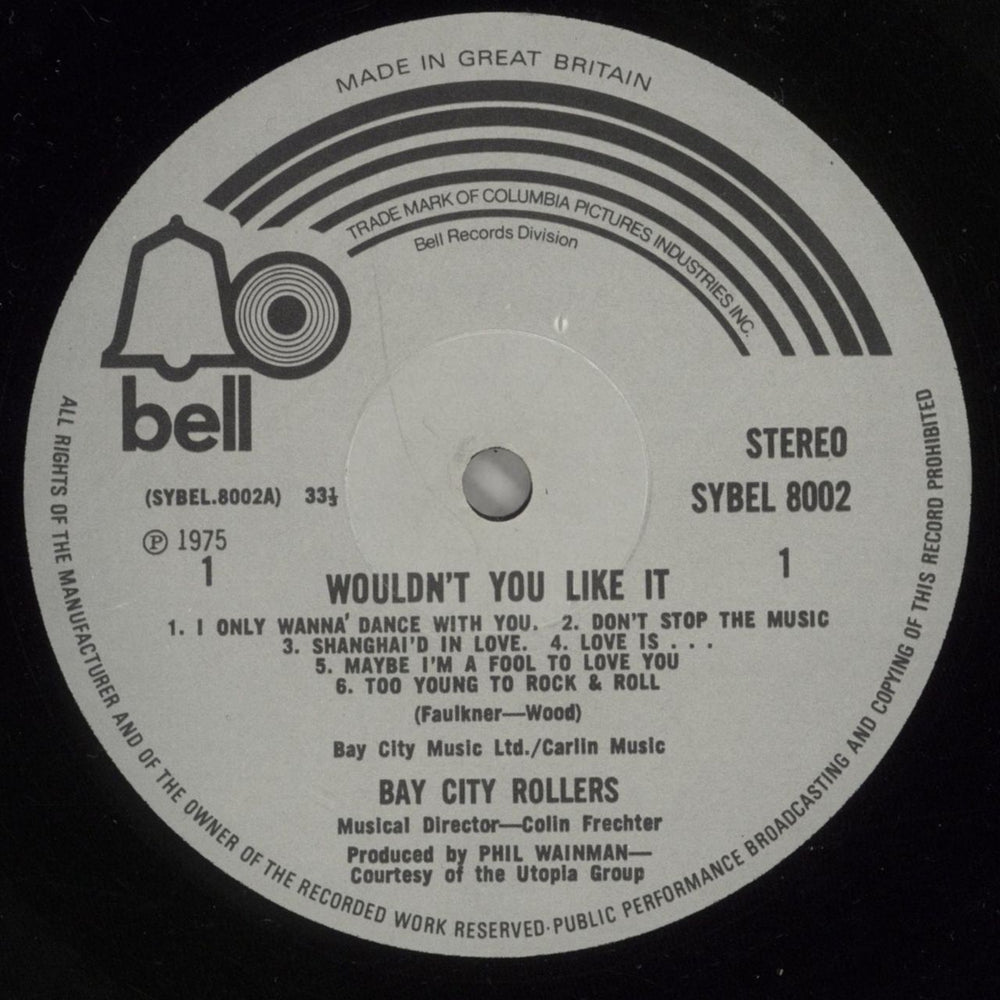 MADE IN GREAT BRITAIN
TRADE MARK OF COLUMBIA PICTURES INDUSTRIES INC.
Bell Records Division
bell
STEREO
(SYBEL.8002A) 33⅓
SYBEL 8002
Ⓟ 1975
1
1
WOULDN'T YOU LIKE IT
1. I ONLY WANNA' DANCE WITH YOU. 2. DON'T STOP THE MUSIC
3. SHANGHAI'D IN LOVE. 4. LOVE IS . . .
5. MAYBE I'M A FOOL TO LOVE YOU
6. TOO YOUNG TO ROCK & ROLL
(Faulkner—Wood)
Bay City Music Ltd./Carlin Music
BAY CITY ROLLERS
Musical Director—Colin Frechter
Produced by PHIL WAINMAN—
Courtesy of the Utopia Group
ALL RIGHTS OF THE MANUFACTURER AND OF THE OWNER OF THE RECORDED WORK RESERVED·PUBLIC PERFORMANCE BROADCASTING AND COPYING OF THIS RECORD PROHIBITED